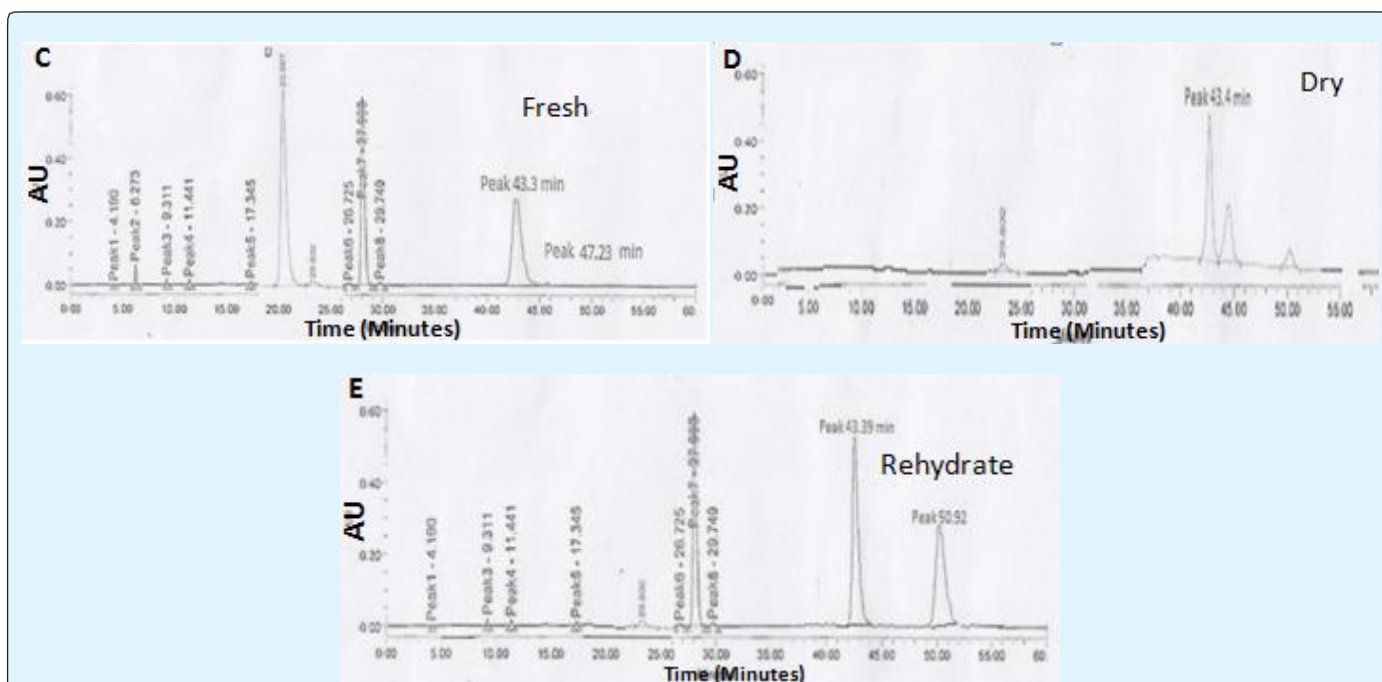 C
Fresh
AU
0.60
0.40
0.20
0.00
Peak1 - 4.100
Peak2 - 6.273
Peak3 - 9.311
Peak4 - 11.441
Peak5 - 17.345
Peak6 - 26.725
Peak8 - 29.749
Peak 43.3 min
Peak 47.23 min
0.00 5.00 10.00 15.00 20.00 25.00 30.00 35.00 40.00 45.00 50.00 55.00 60.
Time (Minutes)
D
Dry
AU
0.60
0.40
0.20
0.00
Peak 43.4 min
0.00 5.00 10.00 15.00 20.00 25.00 30.00 35.00 40.00 45.00 50.00 55.00
Time (Minutes)
E
Rehydrate
AU
0.60
0.40
0.20
0.00
Peak1 - 4.100
Peak3 - 9.311
Peak4 - 11.441
Peak5 - 17.345
Peak6 - 26.725
Peak8 - 29.749
Peak 43.39 min
Peak 50.92
0.00 5.00 10.00 15.00 20.00 25.00 30.00 35.00 40.00 45.00 50.00 55.00 60.
Time (Minutes)